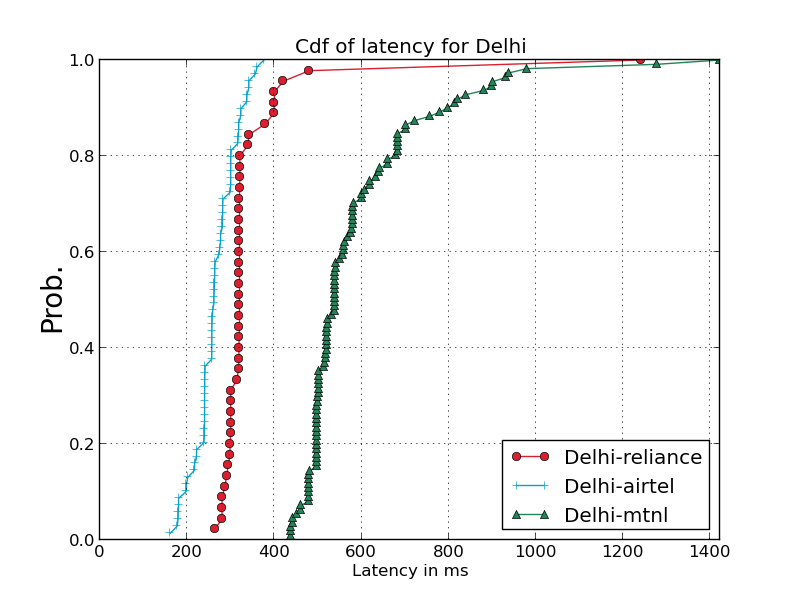 Cdf of latency for Delhi
1.0
0.8
0.6
0.4
0.2
0.0
Prob.
0 200 400 600 800 1000 1200 1400
Latency in ms
Delhi-reliance
Delhi-airtel
Delhi-mtnl